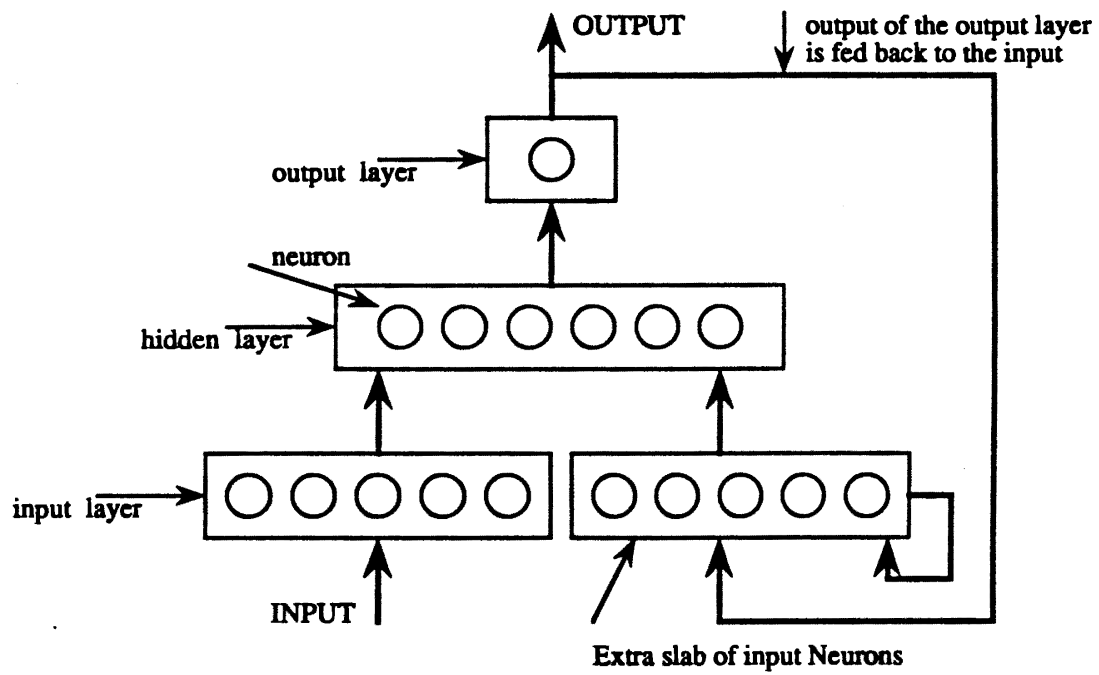 OUTPUT
output of the output layer
is fed back to the input
output layer
neuron
hidden layer
input layer
INPUT
Extra slab of input Neurons